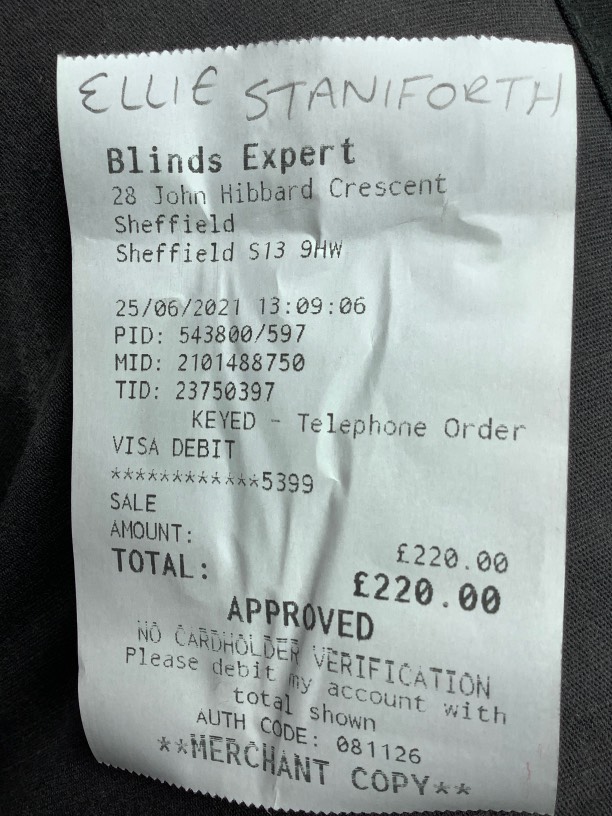 ELLIE STANIFORTH
Blinds Expert
28 John Hibbard Crescent
Sheffield
Sheffield S13 9HW
25/06/2021 13:09:06
PID: 543800/597
MID: 2101488750
TID: 23750397
KEYED - Telephone Order
VISA DEBIT
************5399
SALE
AMOUNT: £220.00
TOTAL: £220.00
APPROVED
NO CARDHOLDER VERIFICATION
Please debit my account with
total shown
AUTH CODE: 081126
**MERCHANT COPY**